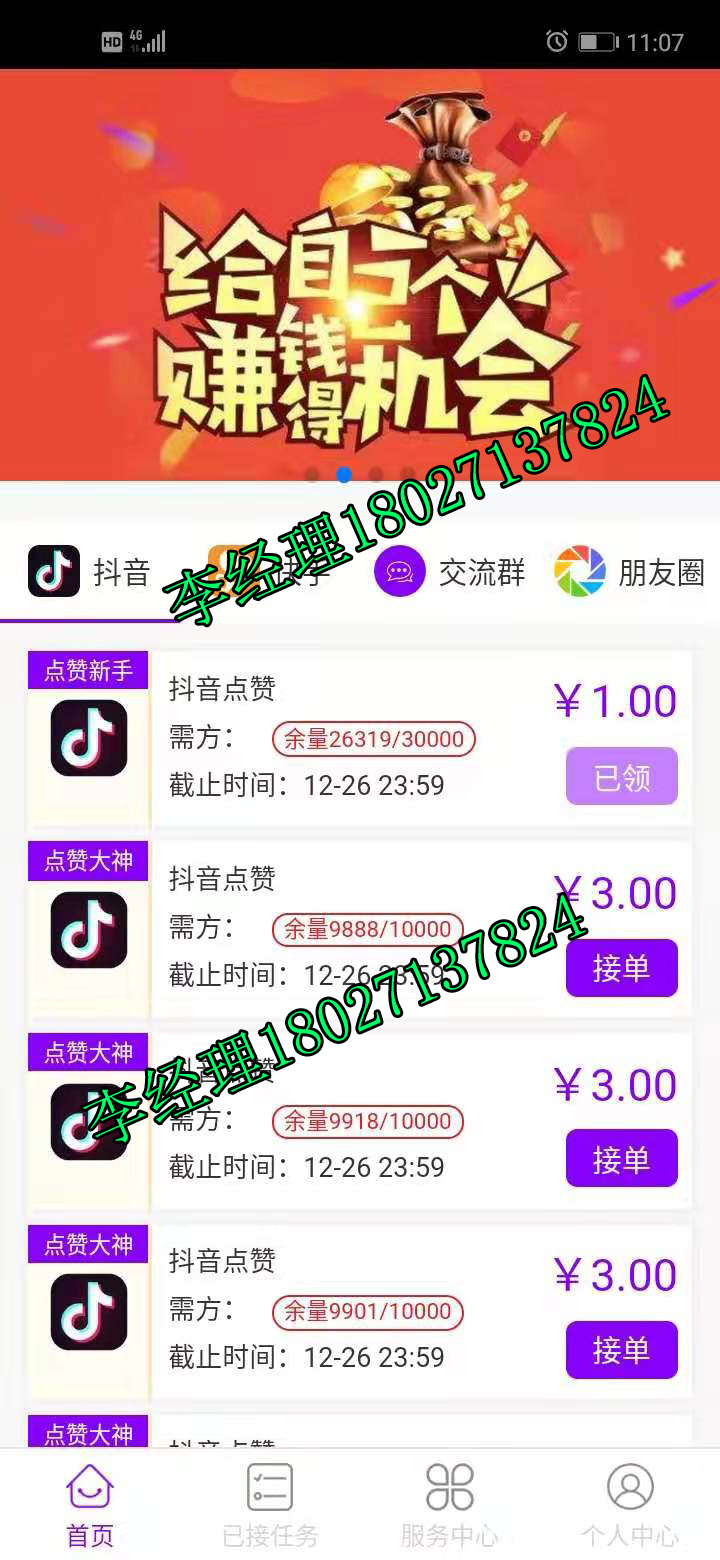 HD 4G 11:07
给自己个
赚钱得机会
李经理18027137824
抖音 快手 交流群 朋友圈
点赞新手
抖音点赞
¥1.00
需方: 余量26319/30000
已领
截止时间: 12-26 23:59
点赞大神
抖音点赞
¥3.00
需方: 余量9888/10000
接单
截止时间: 12-26 23:59
李经理18027137824
点赞大神
抖音点赞
¥3.00
需方: 余量9918/10000
接单
截止时间: 12-26 23:59
点赞大神
抖音点赞
¥3.00
需方: 余量9901/10000
接单
截止时间: 12-26 23:59
点赞大神
抖音点赞
首页 已接任务 服务中心 个人中心